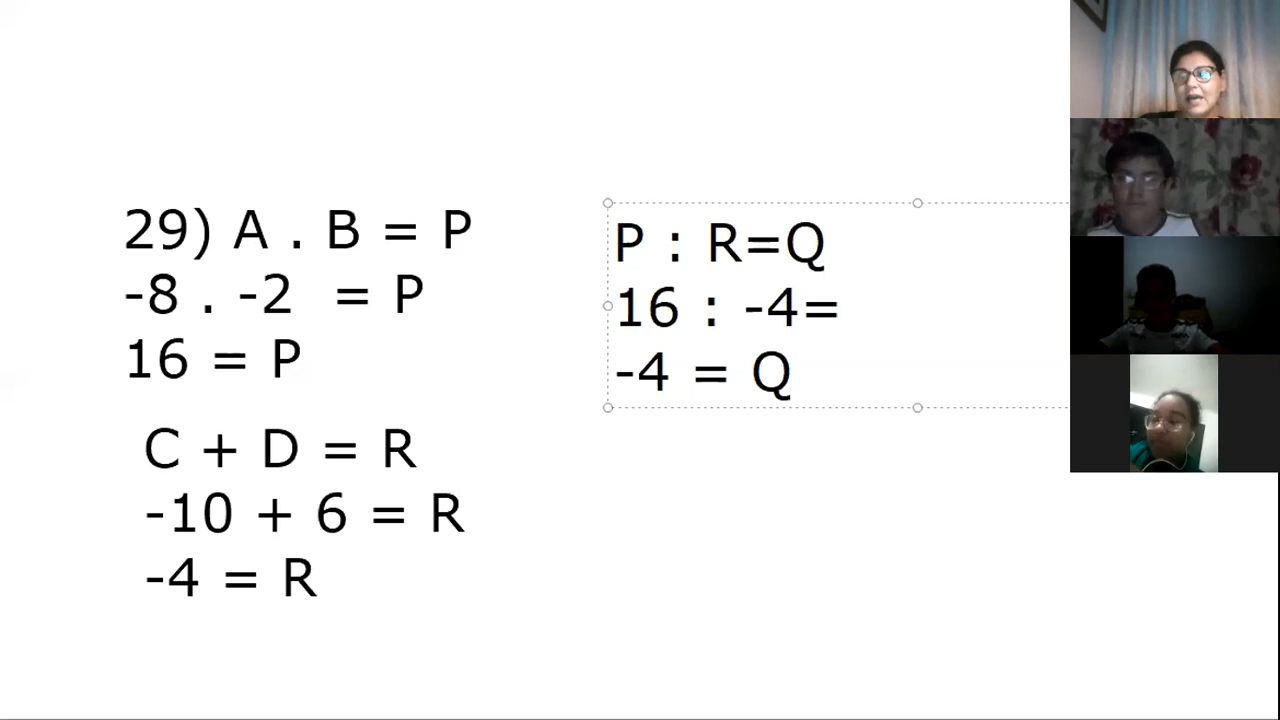 29) A . B = P
-8 . -2 = P
16 = P
C + D = R
-10 + 6 = R
-4 = R
P : R=Q
16 : -4=
-4 = Q